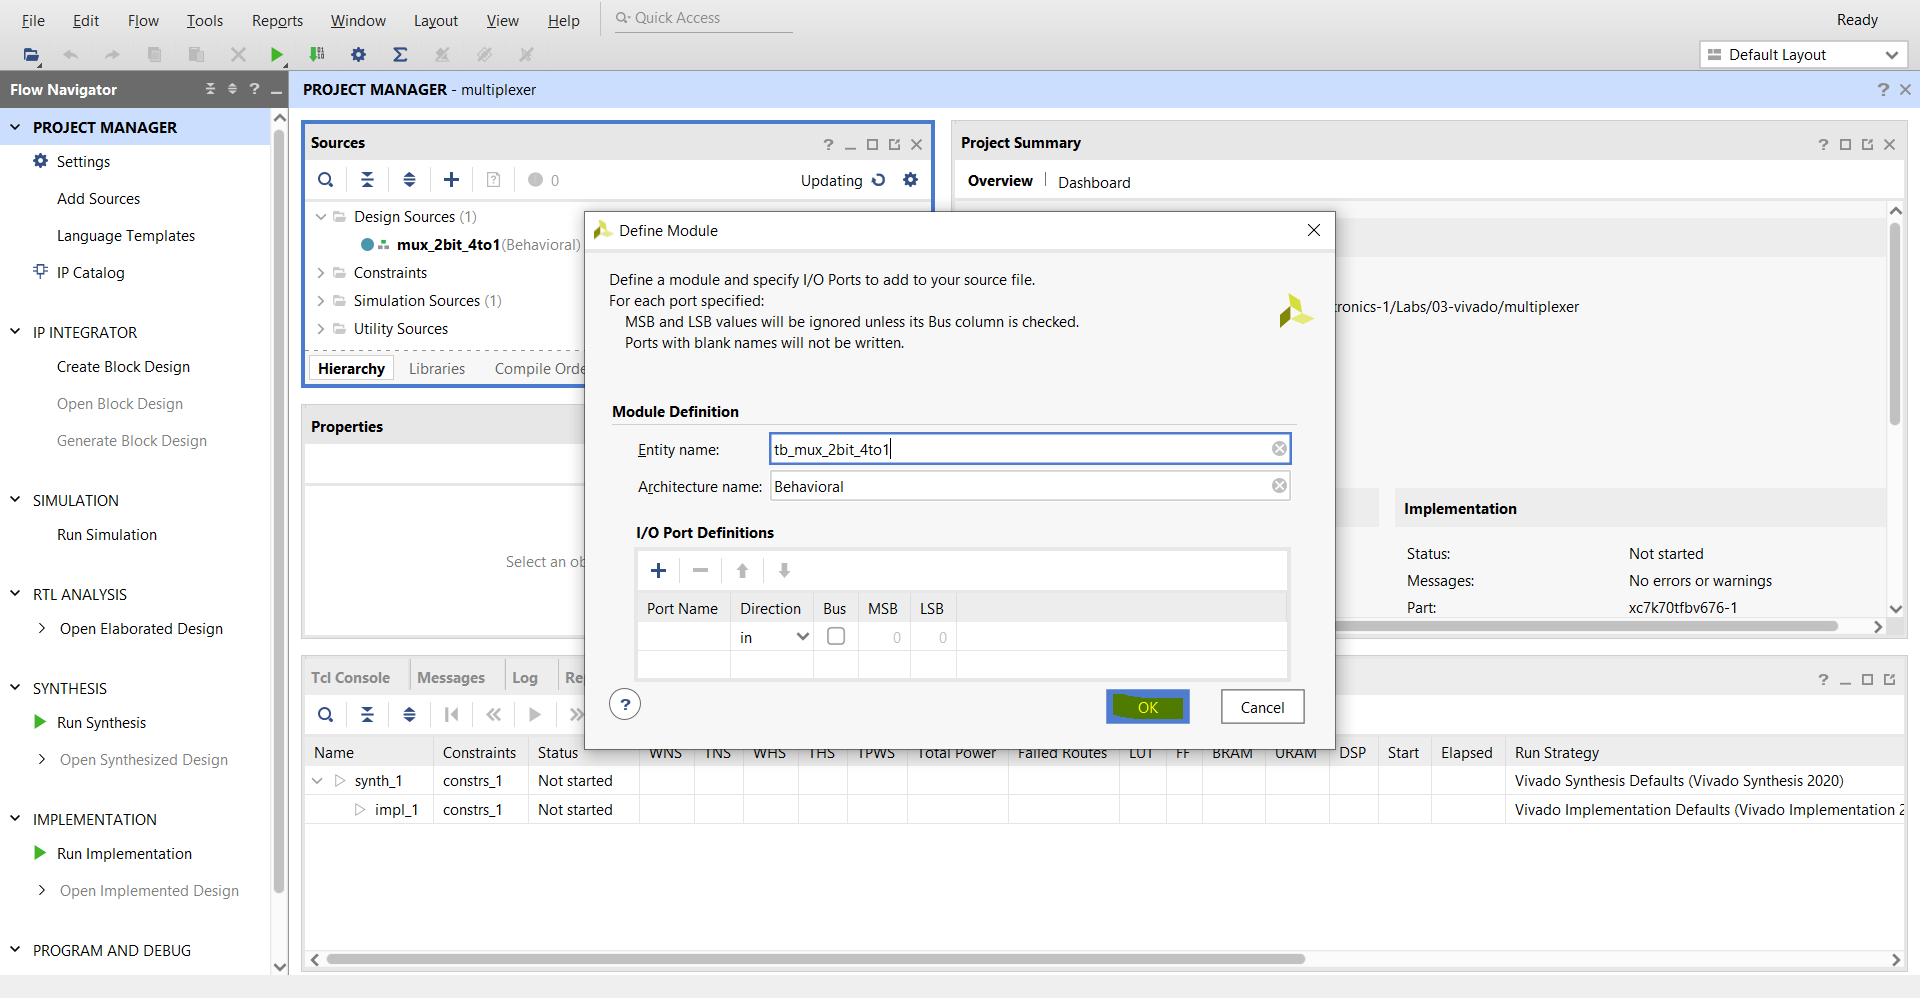 File Edit Flow Tools Reports Window Layout View Help Quick Access Ready
Default Layout
Flow Navigator
PROJECT MANAGER - multiplexer
PROJECT MANAGER
Settings
Add Sources
Language Templates
IP Catalog
IP INTEGRATOR
Create Block Design
Open Block Design
Generate Block Design
SIMULATION
Run Simulation
RTL ANALYSIS
Open Elaborated Design
SYNTHESIS
Run Synthesis
Open Synthesized Design
IMPLEMENTATION
Run Implementation
Open Implemented Design
PROGRAM AND DEBUG
Sources
0 Updating
Design Sources (1)
mux_2bit_4to1(Behavioral)
Constraints
Simulation Sources (1)
Utility Sources
Hierarchy Libraries Compile Orde
Properties
Select an ob
Project Summary
Overview Dashboard
ronics-1/Labs/03-vivado/multiplexer
Implementation
Status: Not started
Messages: No errors or warnings
Part: xc7k70tfbv676-1
Define Module
Define a module and specify I/O Ports to add to your source file.
For each port specified:
MSB and LSB values will be ignored unless its Bus column is checked.
Ports with blank names will not be written.
Module Definition
Entity name: tb_mux_2bit_4to1
Architecture name: Behavioral
I/O Port Definitions
Port Name Direction Bus MSB LSB
in 0 0
? OK Cancel
Tcl Console Messages Log Re
Name Constraints Status WNS TNS WHS THS TPWS Total Power Failed Routes LUT FF BRAM URAM DSP Start Elapsed Run Strategy
synth_1 constrs_1 Not started Vivado Synthesis Defaults (Vivado Synthesis 2020)
impl_1 constrs_1 Not started Vivado Implementation Defaults (Vivado Implementation 2